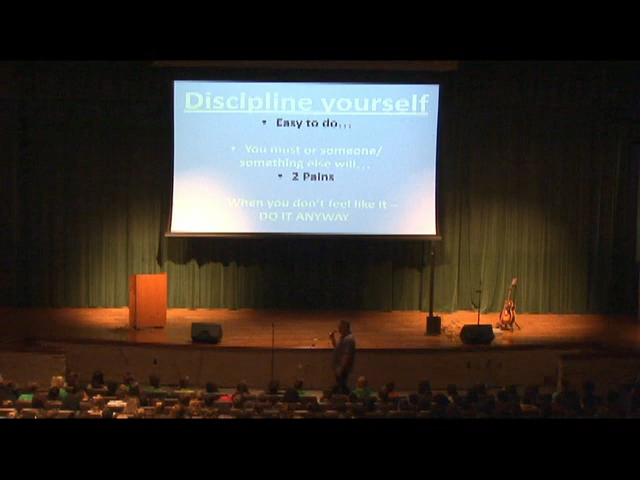 Discipline yourself
• Easy to do…
• You must or someone/
something else will…
• 2 Pains
When you don't feel like it –
DO IT ANYWAY